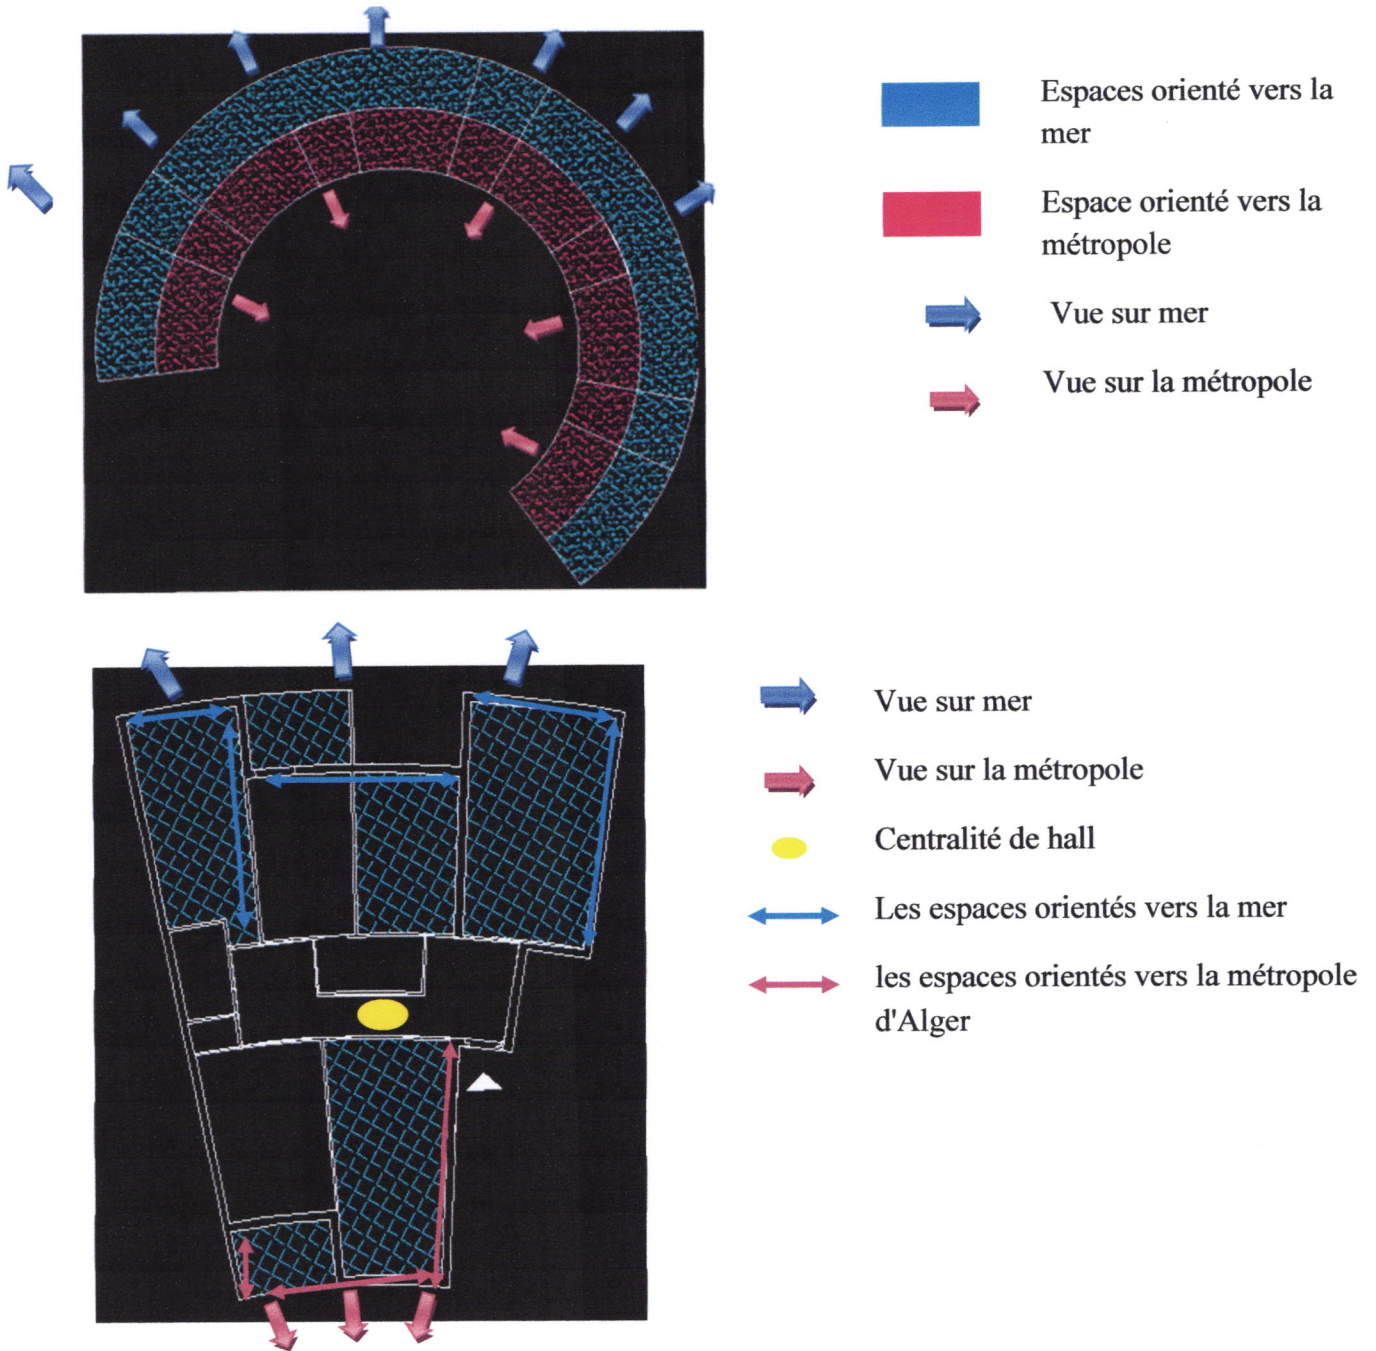 Espaces orienté vers la
mer
Espace orienté vers la
métropole
Vue sur mer
Vue sur la métropole
Vue sur mer
Vue sur la métropole
Centralité de hall
Les espaces orientés vers la mer
les espaces orientés vers la métropole
d'Alger